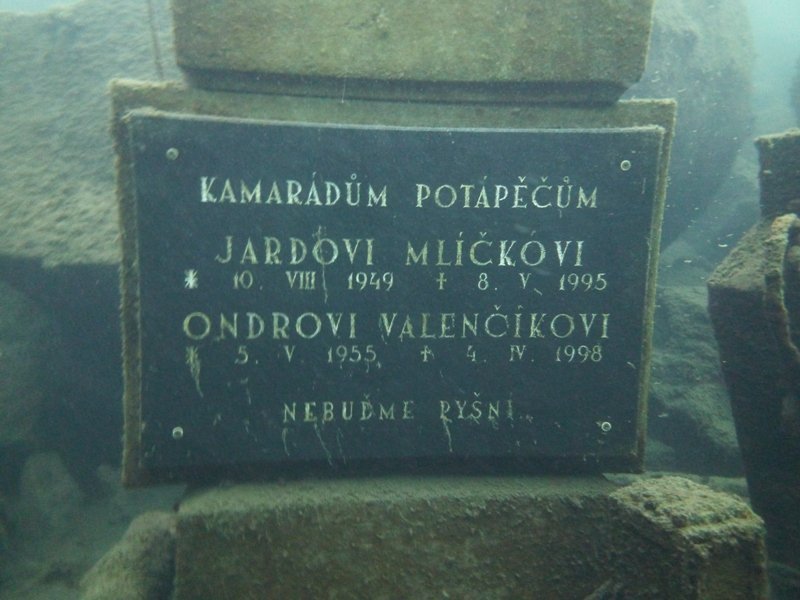 KAMARÁDŮM POTÁPĚČŮM
JARDOVI MLÍČKOVI
* 10. VIII 1949 † 8. V. 1995
ONDROVI VALENČÍKOVI
* 5. V. 1955 † 4. IV. 1998
NEBUĎME PYŠNÍ..